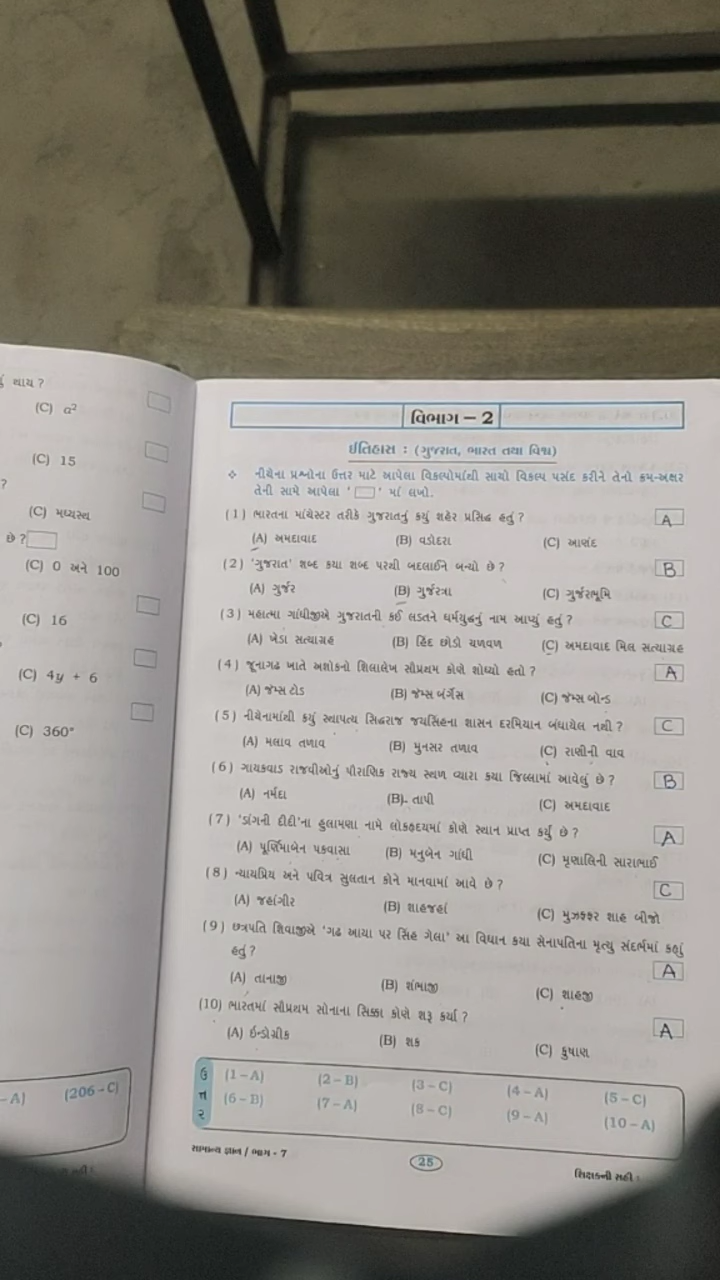 થાય ?
(C) a²
(C) 15
?
(C) મધ્યસ્થ
છે ?
(C) 0 અને 100
(C) 16
(C) 4y + 6
(C) 360°
– A) (206 – C)
વિભાગ – 2
ઈતિહાસ : (ગુજરાત, ભારત તથા વિશ્વ)
❖ નીચેના પ્રશ્નોના ઉત્તર માટે આપેલા વિકલ્પોમાંથી સાચો વિકલ્પ પસંદ કરીને તેનો ક્રમ-અક્ષર
તેની સામે આપેલા ' ☐ ' માં લખો.
(1) ભારતના માંચેસ્ટર તરીકે ગુજરાતનું કયું શહેર પ્રસિદ્ધ હતું ? A
(A) અમદાવાદ (B) વડોદરા (C) આણંદ
(2) 'ગુજરાત' શબ્દ કયા શબ્દ પરથી બદલાઈને બન્યો છે ? B
(A) ગુર્જર (B) ગુર્જરત્રા (C) ગુર્જરભૂમિ
(3) મહાત્મા ગાંધીજીએ ગુજરાતની કઈ લડતને ધર્મયુદ્ધનું નામ આપ્યું હતું ? C
(A) ખેડા સત્યાગ્રહ (B) હિંદ છોડો ચળવળ (C) અમદાવાદ મિલ સત્યાગ્રહ
(4) જૂનાગઢ ખાતે અશોકનો શિલાલેખ સૌપ્રથમ કોણે શોધ્યો હતો ? A
(A) જેમ્સ ટોડ (B) જેમ્સ બર્ગેસ (C) જેમ્સ બોન્ડ
(5) નીચેનામાંથી કયું સ્થાપત્ય સિદ્ધરાજ જયસિંહના શાસન દરમિયાન બંધાયેલ નથી ? C
(A) મલાવ તળાવ (B) મુનસર તળાવ (C) રાણીની વાવ
(6) ગાયકવાડ રાજવીઓનું પૌરાણિક રાજ્ય સ્થળ વ્યારા કયા જિલ્લામાં આવેલું છે ? B
(A) નર્મદા (B) તાપી (C) અમદાવાદ
(7) 'ડાંગની દીદી'ના હુલામણા નામે લોકહૃદયમાં કોણે સ્થાન પ્રાપ્ત કર્યું છે ? A
(A) પૂર્ણિમાબેન પકવાસા (B) મનુબેન ગાંધી (C) મૃણાલિની સારાભાઈ
(8) ન્યાયપ્રિય અને પવિત્ર સુલતાન કોને માનવામાં આવે છે ? C
(A) જહાંગીર (B) શાહજહાં (C) મુઝફ્ફર શાહ બીજો
(9) છત્રપતિ શિવાજીએ 'ગઢ આયા પર સિંહ ગેલા' આ વિધાન કયા સેનાપતિના મૃત્યુ સંદર્ભમાં કહ્યું
હતું ? A
(A) તાનાજી (B) શંભાજી (C) શાહજી
(10) ભારતમાં સૌપ્રથમ સોનાના સિક્કા કોણે શરૂ કર્યા ? A
(A) ઈન્ડોગ્રીક (B) શક (C) કુષાણ
ઉત્તર
(1 – A) (2 – B) (3 – C) (4 – A) (5 – C)
(6 – B) (7 – A) (8 – C) (9 – A) (10 – A)
સામાન્ય જ્ઞાન / ભાગ - 7 25 શિક્ષકની સહી :